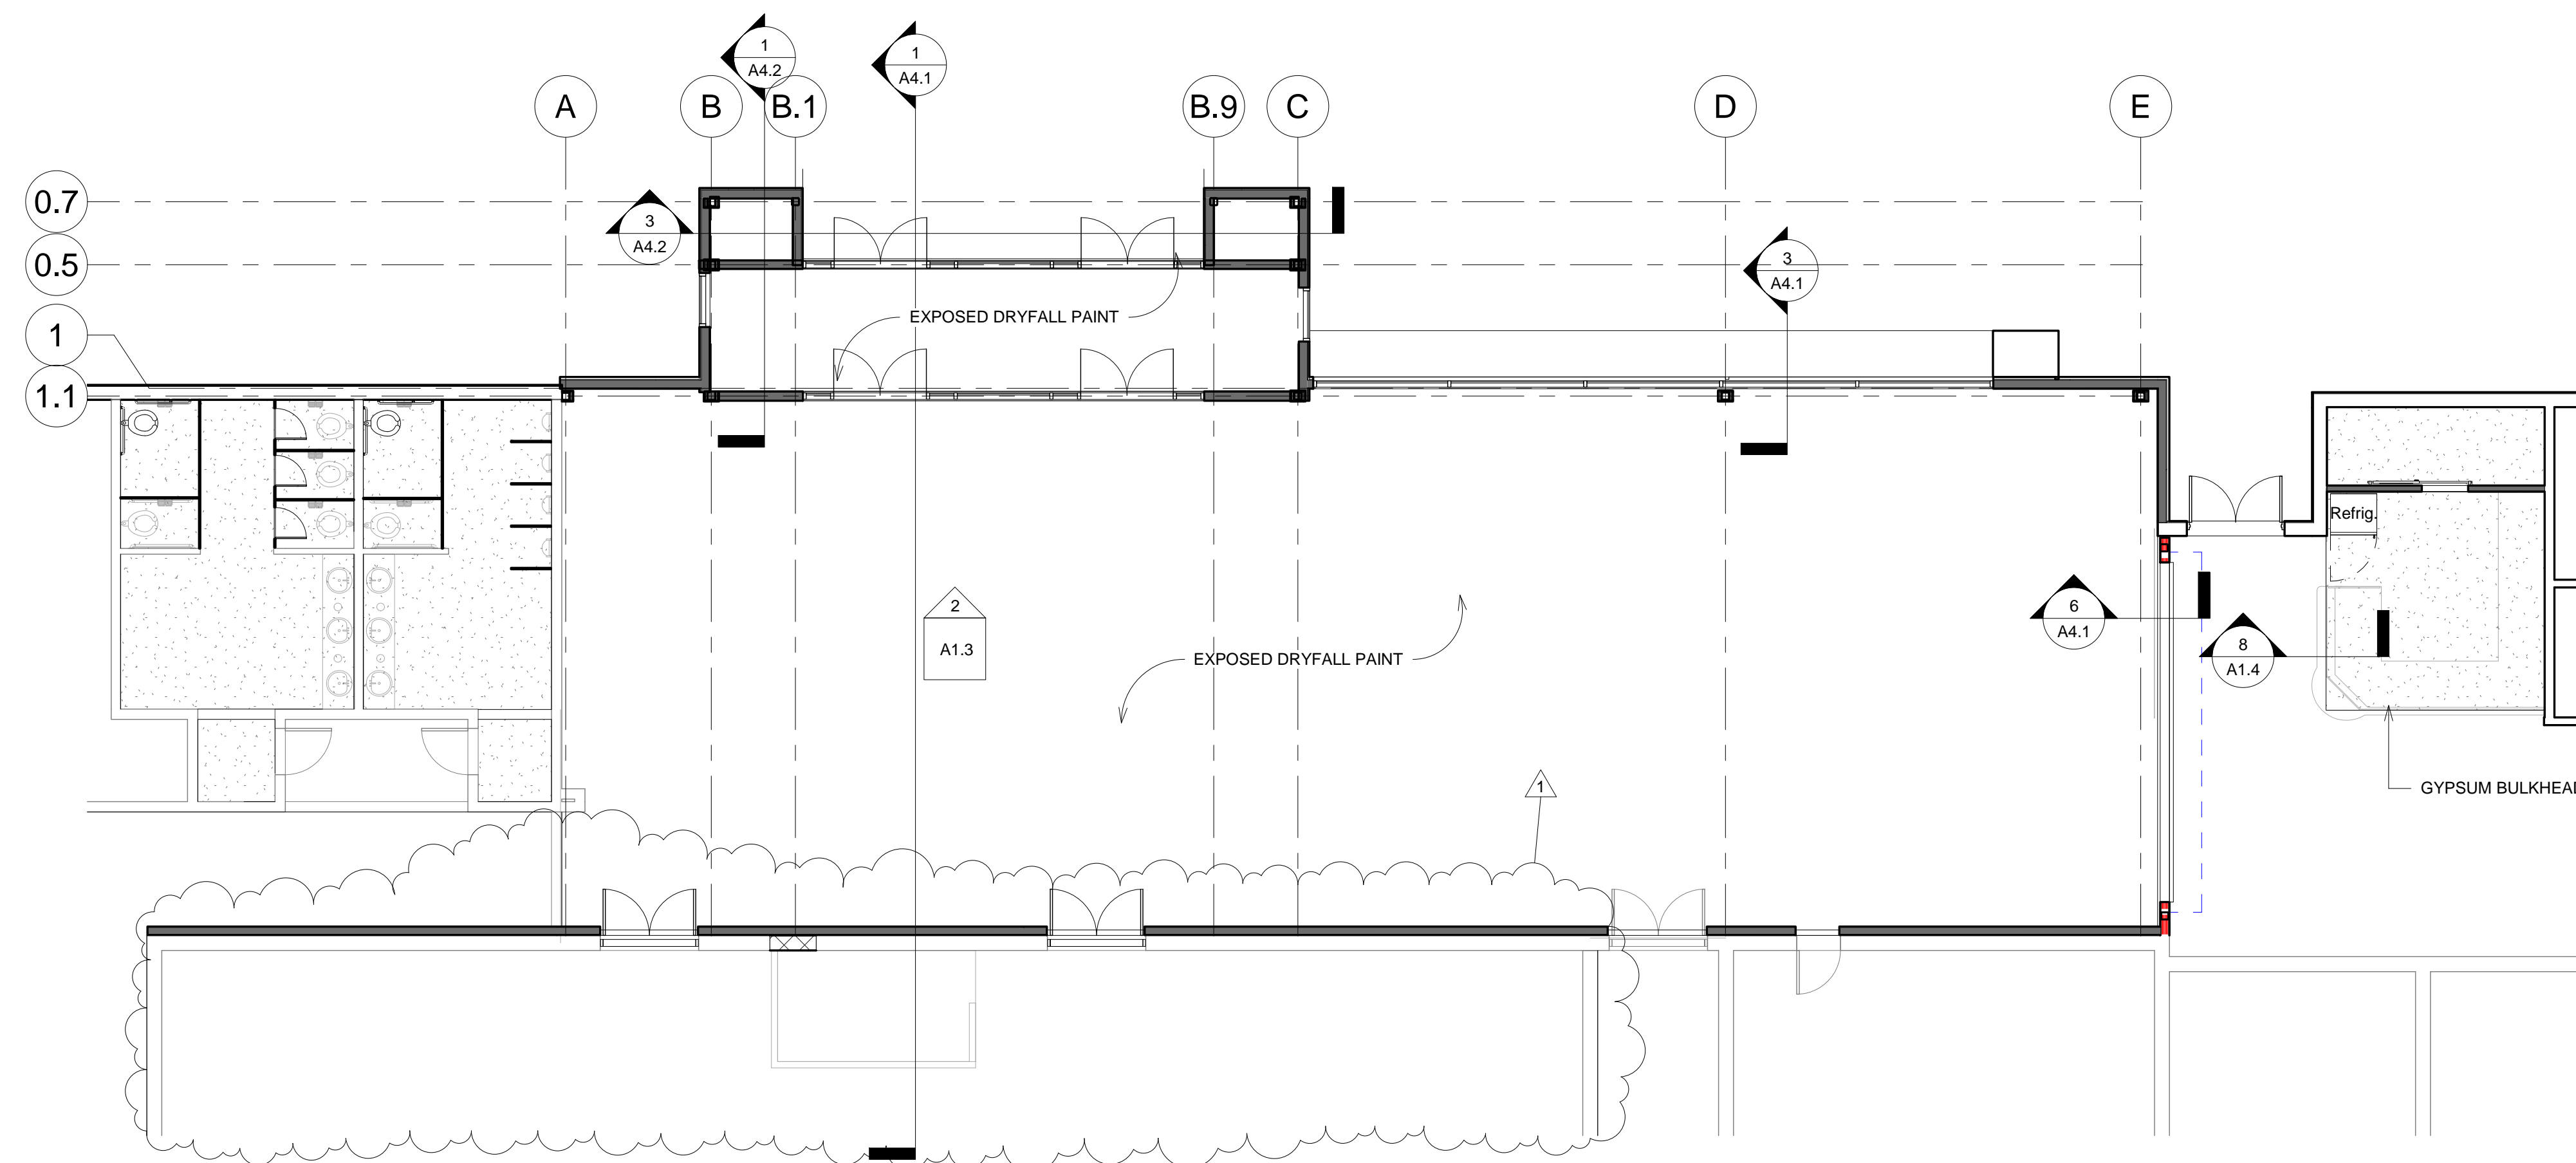 1
A4.2
1
A4.1
A
B
B.1
B.9
C
D
E
0.7
3
A4.2
0.5
3
A4.1
EXPOSED DRYFALL PAINT
1
1.1
Refrig.
2
A1.3
6
A4.1
8
A1.4
EXPOSED DRYFALL PAINT
1
GYPSUM BULKHEAD